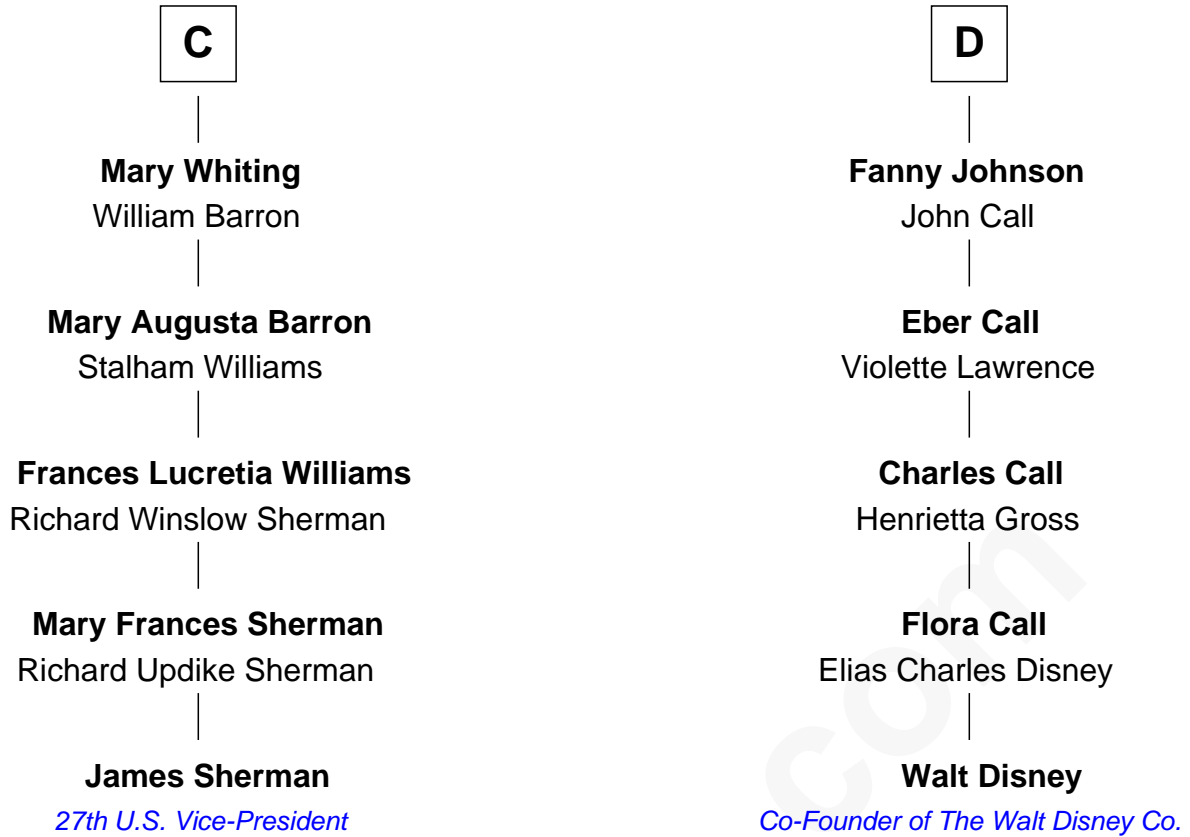 C
Mary Whiting
William Barron
Mary Augusta Barron
Stalham Williams
Frances Lucretia Williams
Richard Winslow Sherman
Mary Frances Sherman
Richard Updike Sherman
James Sherman
27th U.S. Vice-President
D
Fanny Johnson
John Call
Eber Call
Violette Lawrence
Charles Call
Henrietta Gross
Flora Call
Elias Charles Disney
Walt Disney
Co-Founder of The Walt Disney Co.
com